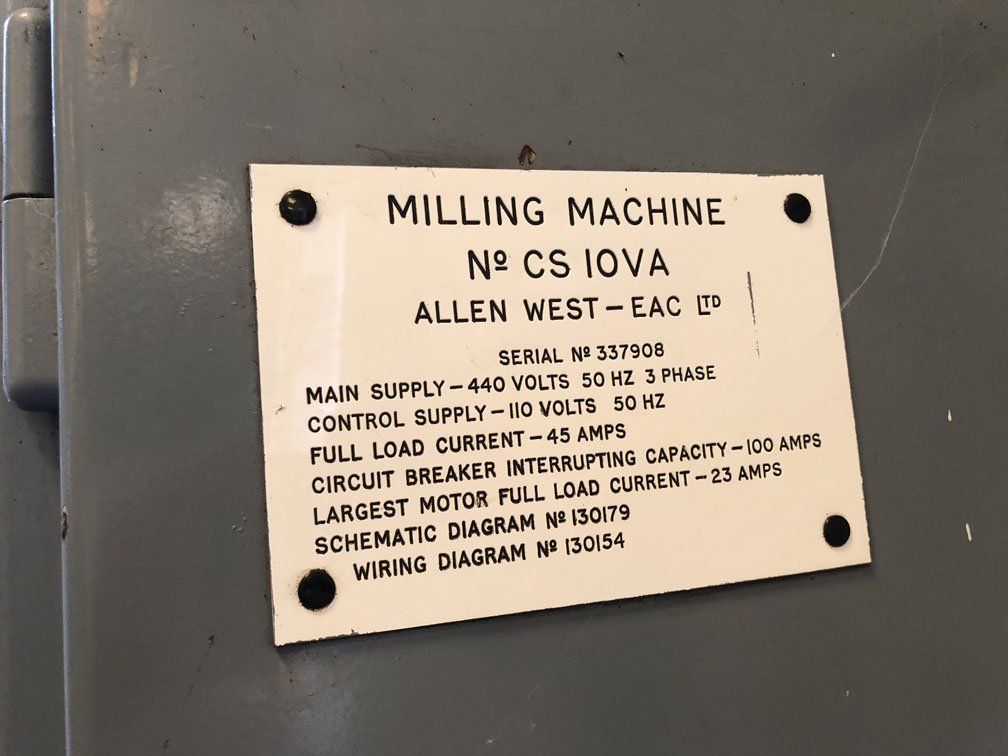 MILLING MACHINE
Nº CS 10VA
ALLEN WEST – EAC LTD
SERIAL Nº 337908
MAIN SUPPLY – 440 VOLTS 50 HZ 3 PHASE
CONTROL SUPPLY – 110 VOLTS 50 HZ
FULL LOAD CURRENT – 45 AMPS
CIRCUIT BREAKER INTERRUPTING CAPACITY – 100 AMPS
LARGEST MOTOR FULL LOAD CURRENT – 23 AMPS
SCHEMATIC DIAGRAM Nº 130179
WIRING DIAGRAM Nº 130154